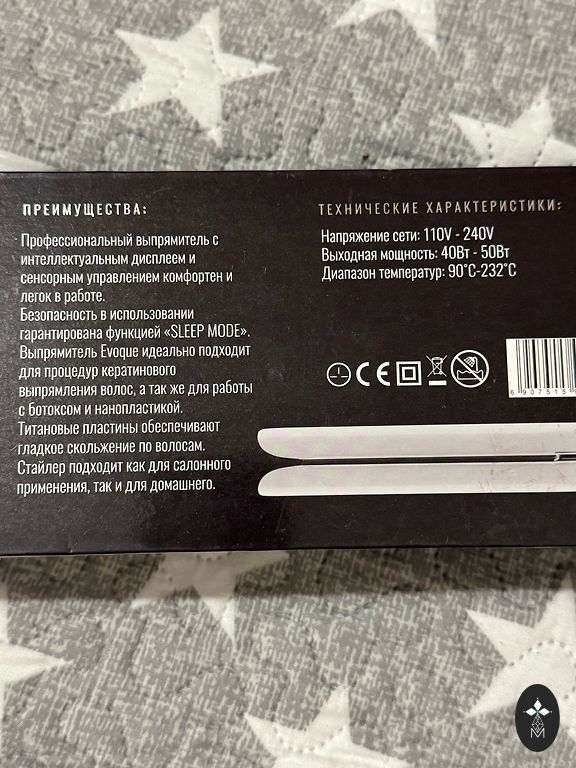 ПРЕИМУЩЕСТВА:
Профессиональный выпрямитель с
интеллектуальным дисплеем и
сенсорным управлением комфортен и
легок в работе.
Безопасность в использовании
гарантирована функцией «SLEEP MODE».
Выпрямитель Evoque идеально подходит
для процедур кератинового
выпрямления волос, а так же для работы
с ботоксом и нанопластикой.
Титановые пластины обеспечивают
гладкое скольжение по волосам.
Стайлер подходит как для салонного
применения, так и для домашнего.
ТЕХНИЧЕСКИЕ ХАРАКТЕРИСТИКИ:
Напряжение сети: 110V - 240V
Выходная мощность: 40Вт - 50Вт
Диапазон температур: 90°C-232°C
CE
6 907515
M